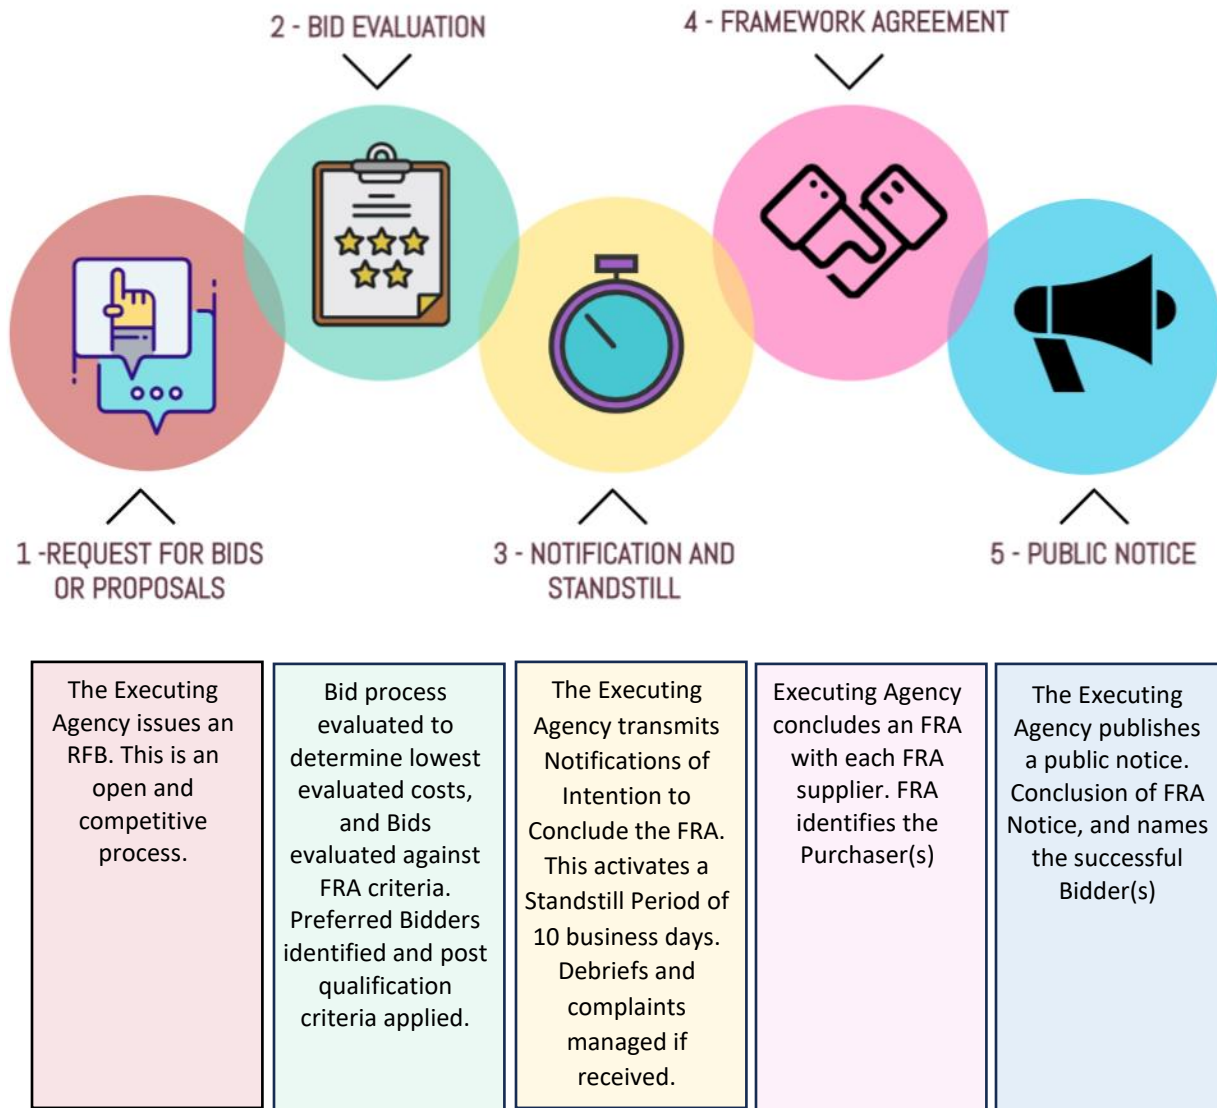 2 - BID EVALUATION
4 - FRAMEWORK AGREEMENT
1 -REQUEST FOR BIDS
OR PROPOSALS
3 - NOTIFICATION AND
STANDSTILL
5 - PUBLIC NOTICE
The Executing
Agency issues an
RFB. This is an
open and
competitive
process.
Bid process
evaluated to
determine lowest
evaluated costs,
and Bids
evaluated against
FRA criteria.
Preferred Bidders
identified and post
qualification
criteria applied.
The Executing
Agency transmits
Notifications of
Intention to
Conclude the FRA.
This activates a
Standstill Period of
10 business days.
Debriefs and
complaints
managed if
received.
Executing Agency
concludes an FRA
with each FRA
supplier. FRA
identifies the
Purchaser(s)
The Executing
Agency publishes
a public notice.
Conclusion of FRA
Notice, and names
the successful
Bidder(s)